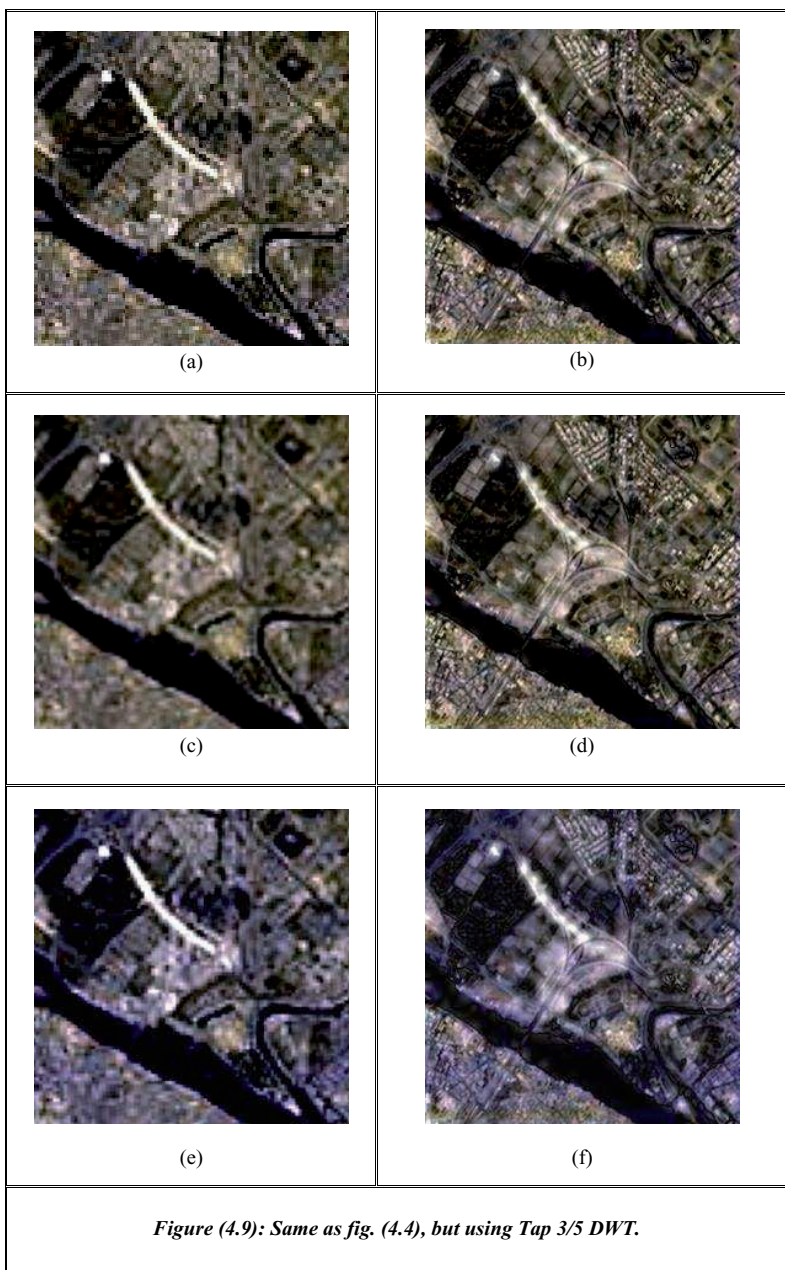 (a)
(b)
(c)
(d)
(e)
(f)
Figure (4.9): Same as fig. (4.4), but using Tap 3/5 DWT.